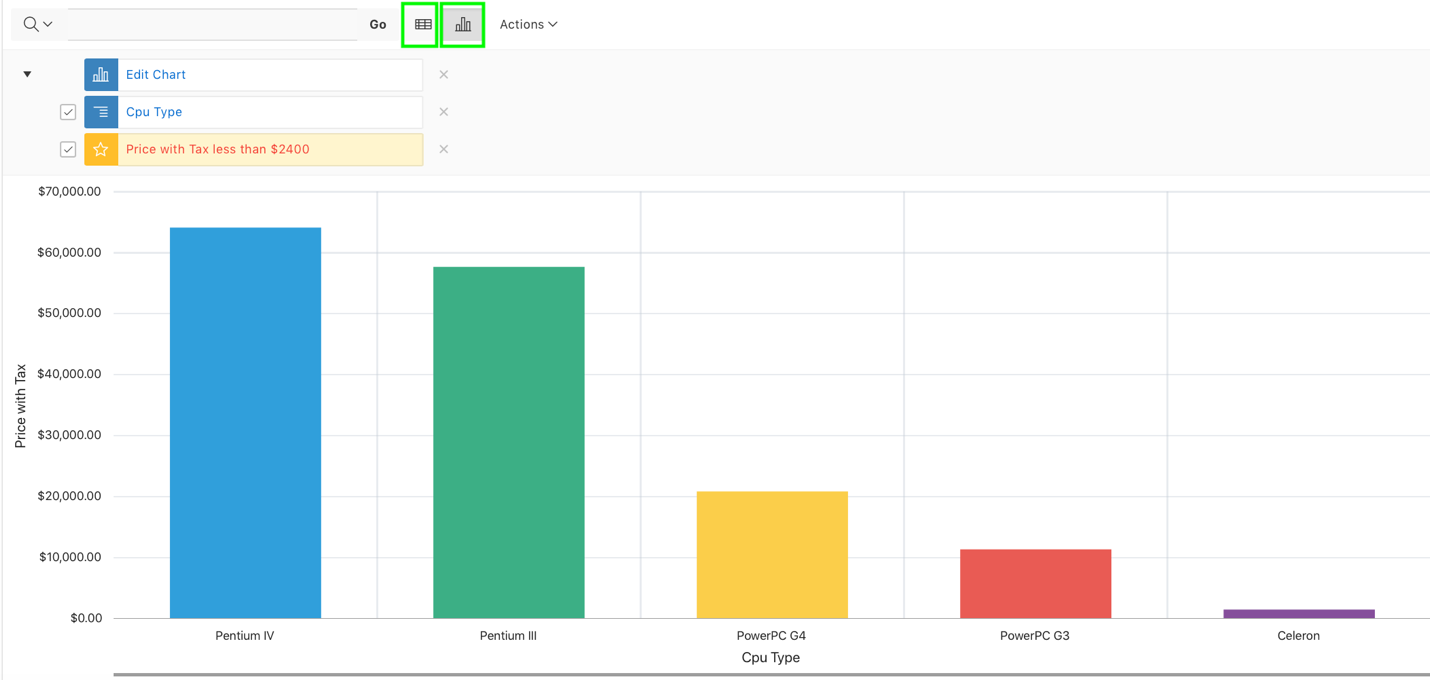 Go Actions
Edit Chart
Cpu Type
Price with Tax less than $2400
$70,000.00
$60,000.00
$50,000.00
$40,000.00
$30,000.00
$20,000.00
$10,000.00
$0.00
Price with Tax
Pentium IV Pentium III PowerPC G4 PowerPC G3 Celeron
Cpu Type